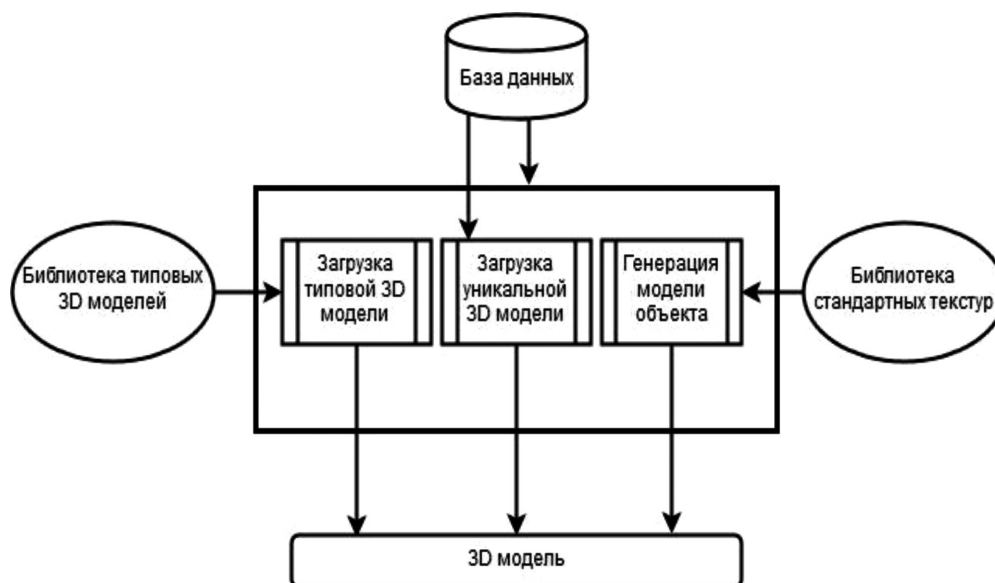 База данных
Библиотека типовых
3D моделей
Загрузка
типовой 3D
модели
Загрузка
уникальной
3D модели
Генерация
модели
объекта
Библиотека
стандартных текстур
3D модель